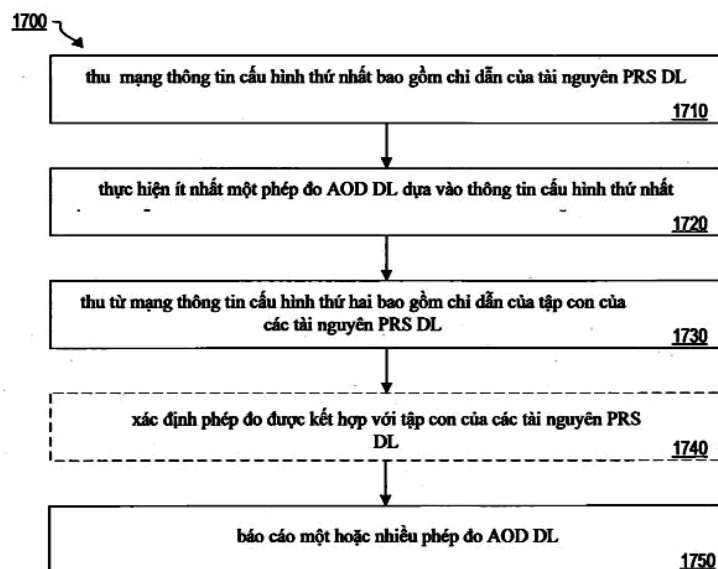 1700
thu mạng thông tin cấu hình thứ nhất bao gồm chỉ dẫn của tài nguyên PRS DL
1710
thực hiện ít nhất một phép đo AOD DL dựa vào thông tin cấu hình thứ nhất
1720
thu từ mạng thông tin cấu hình thứ hai bao gồm chỉ dẫn của tập con của
các tài nguyên PRS DL
1730
xác định phép đo được kết hợp với tập con của các tài nguyên PRS
DL
1740
báo cáo một hoặc nhiều phép đo AOD DL
1750